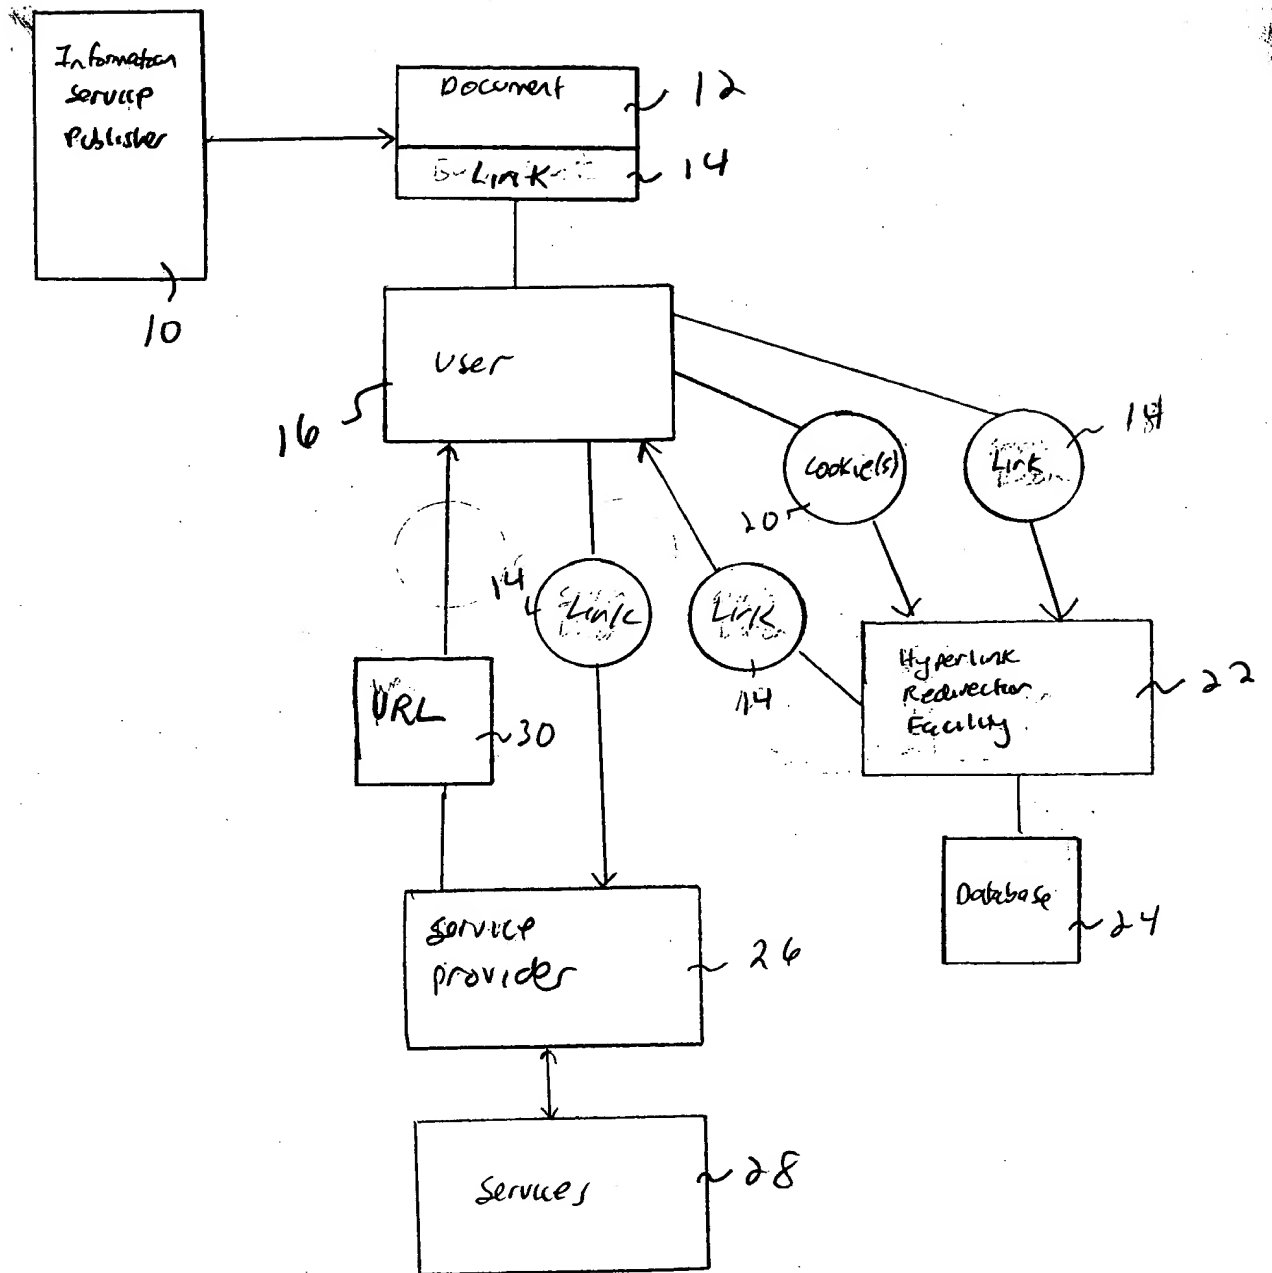 Information
Service
Publisher
10
Document
12
Link
14
User
16
Cookie(s)
20
Link
14
Link
14
Link
Hyperlink
Redirection
Facility
22
URL
30
Database
24
Service
provider
26
Services
28